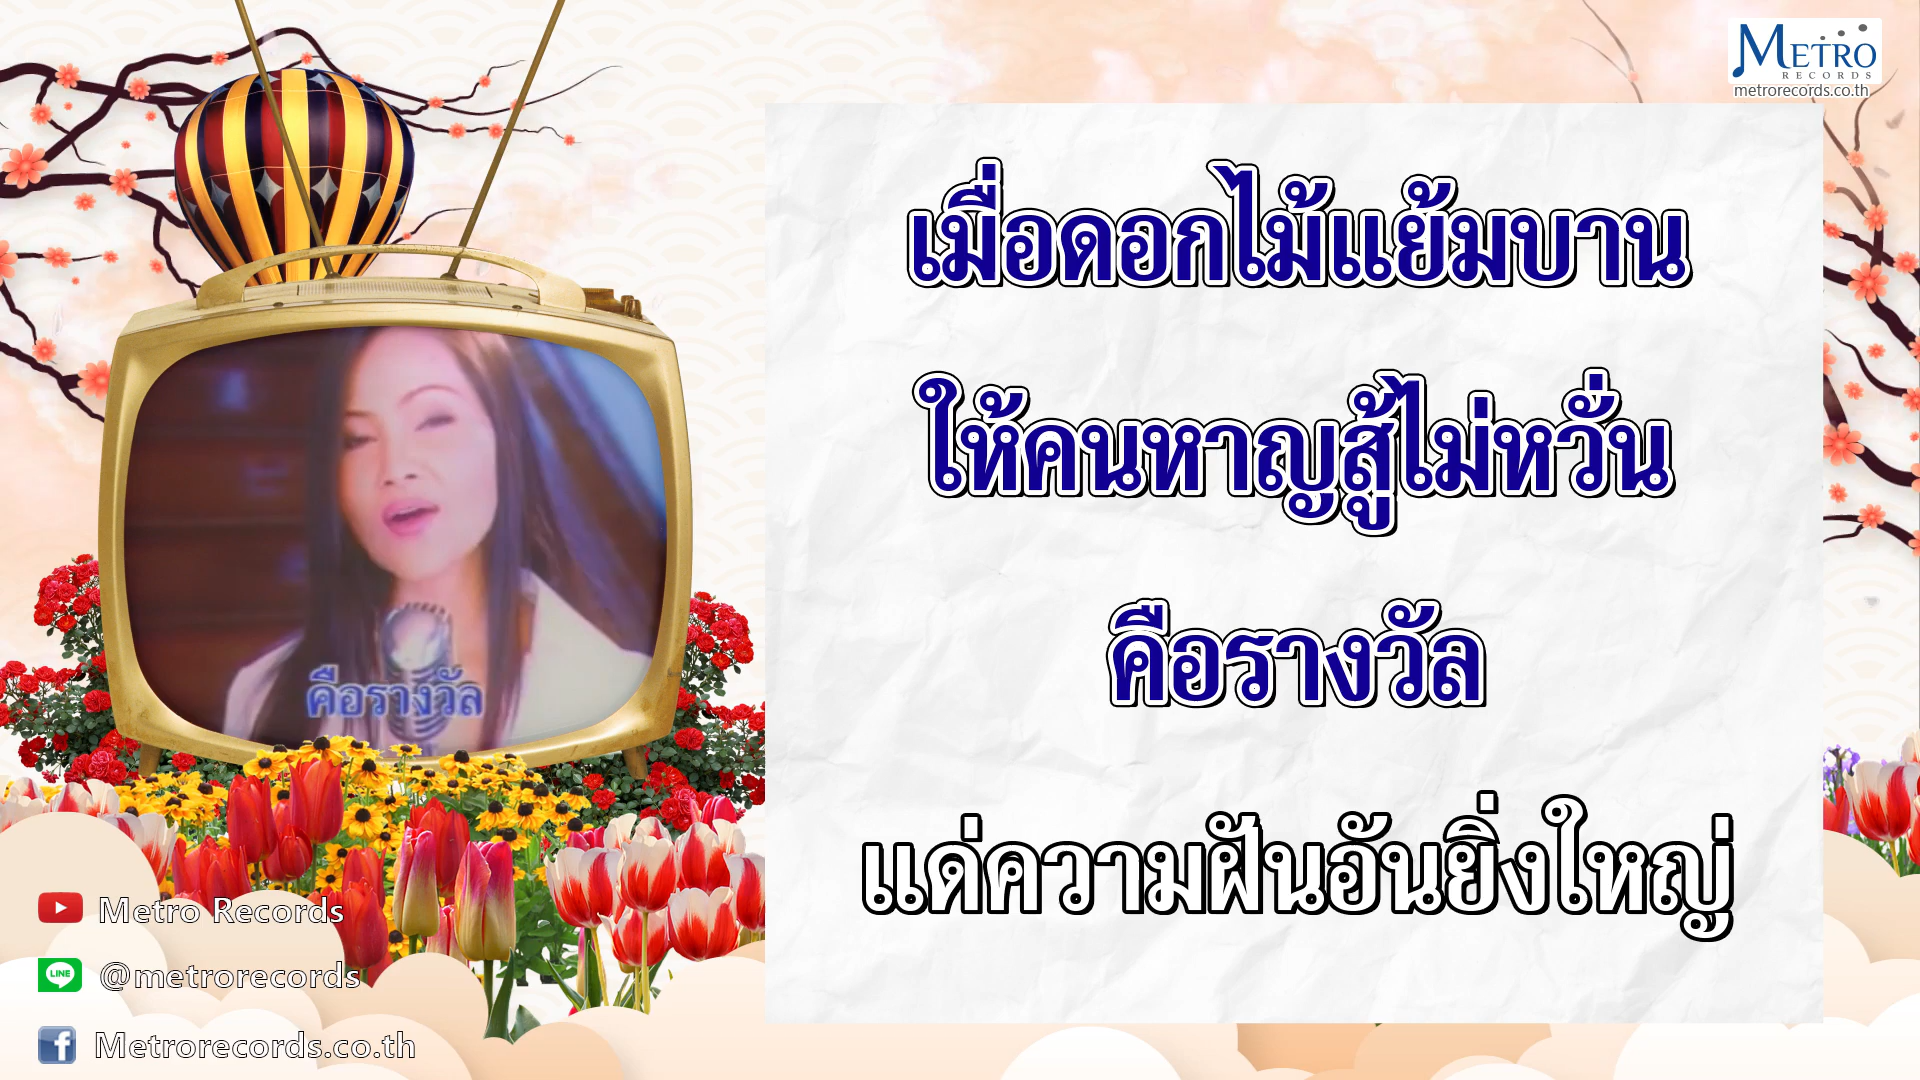 METRO
RECORDS
metrorecords.co.th
เมื่อดอกไม้แย้มบาน
ให้คนหาญสู้ไม่หวั่น
คือรางวัล
แด่ความฝันอันยิ่งใหญ่
คือรางวัล
Metro Records
LINE @metrorecords
f Metrorecords.co.th